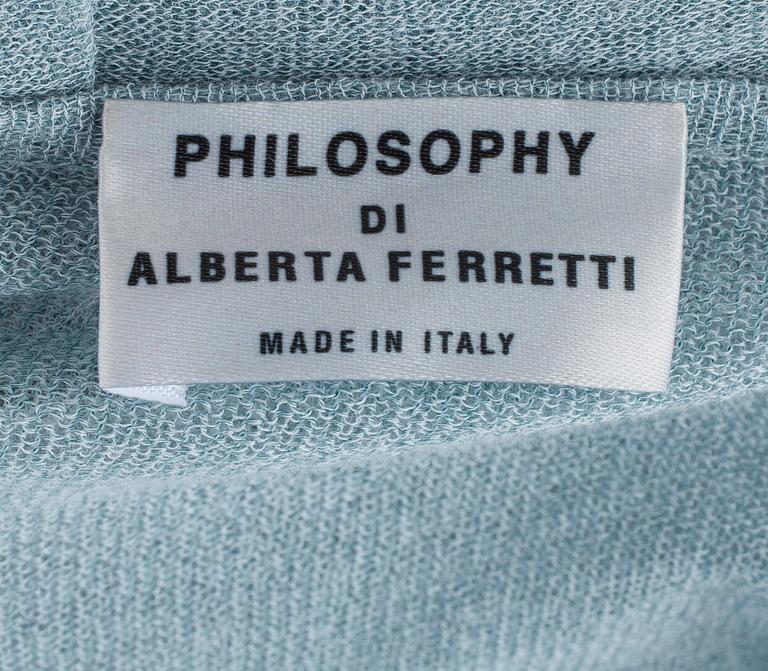 PHILOSOPHY
DI
ALBERTA FERRETTI
MADE IN ITALY